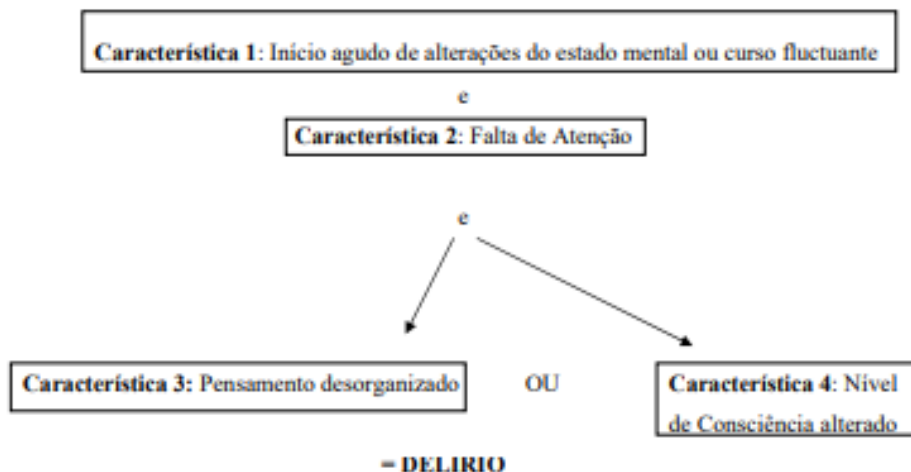 Característica 1: Início agudo de alterações do estado mental ou curso fluctuante
e
Característica 2: Falta de Atenção
e
Característica 3: Pensamento desorganizado
OU
Característica 4: Nível
de Consciência alterado
= DELIRIO